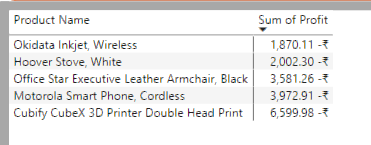 Product Name Sum of Profit
Okidata Inkjet, Wireless 1,870.11 -₹
Hoover Stove, White 2,002.30 -₹
Office Star Executive Leather Armchair, Black 3,581.26 -₹
Motorola Smart Phone, Cordless 3,972.91 -₹
Cubify CubeX 3D Printer Double Head Print 6,599.98 -₹